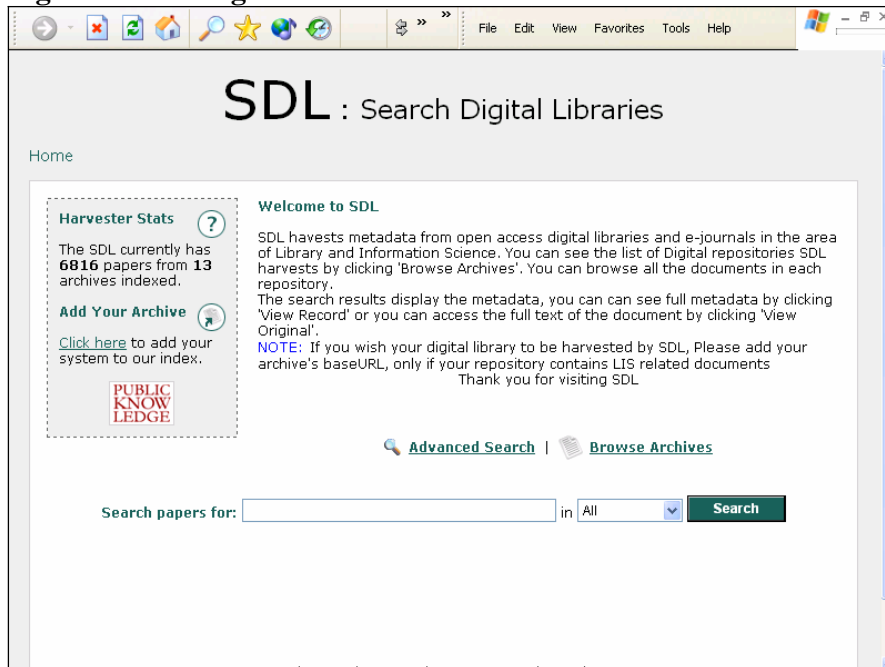 File Edit View Favorites Tools Help
SDL : Search Digital Libraries
Home
Harvester Stats
?
The SDL currently has
6816 papers from 13
archives indexed.
Add Your Archive
Click here to add your
system to our index.
PUBLIC
KNOW
LEDGE
Welcome to SDL
SDL havests metadata from open access digital libraries and e-journals in the area
of Library and Information Science. You can see the list of Digital repositories SDL
harvests by clicking 'Browse Archives'. You can browse all the documents in each
repository.
The search results display the metadata, you can can see full metadata by clicking
'View Record' or you can access the full text of the document by clicking 'View
Original'.
NOTE: If you wish your digital library to be harvested by SDL, Please add your
archive's baseURL, only if your repository contains LIS related documents
Thank you for visiting SDL
Advanced Search | Browse Archives
Search papers for: in All Search